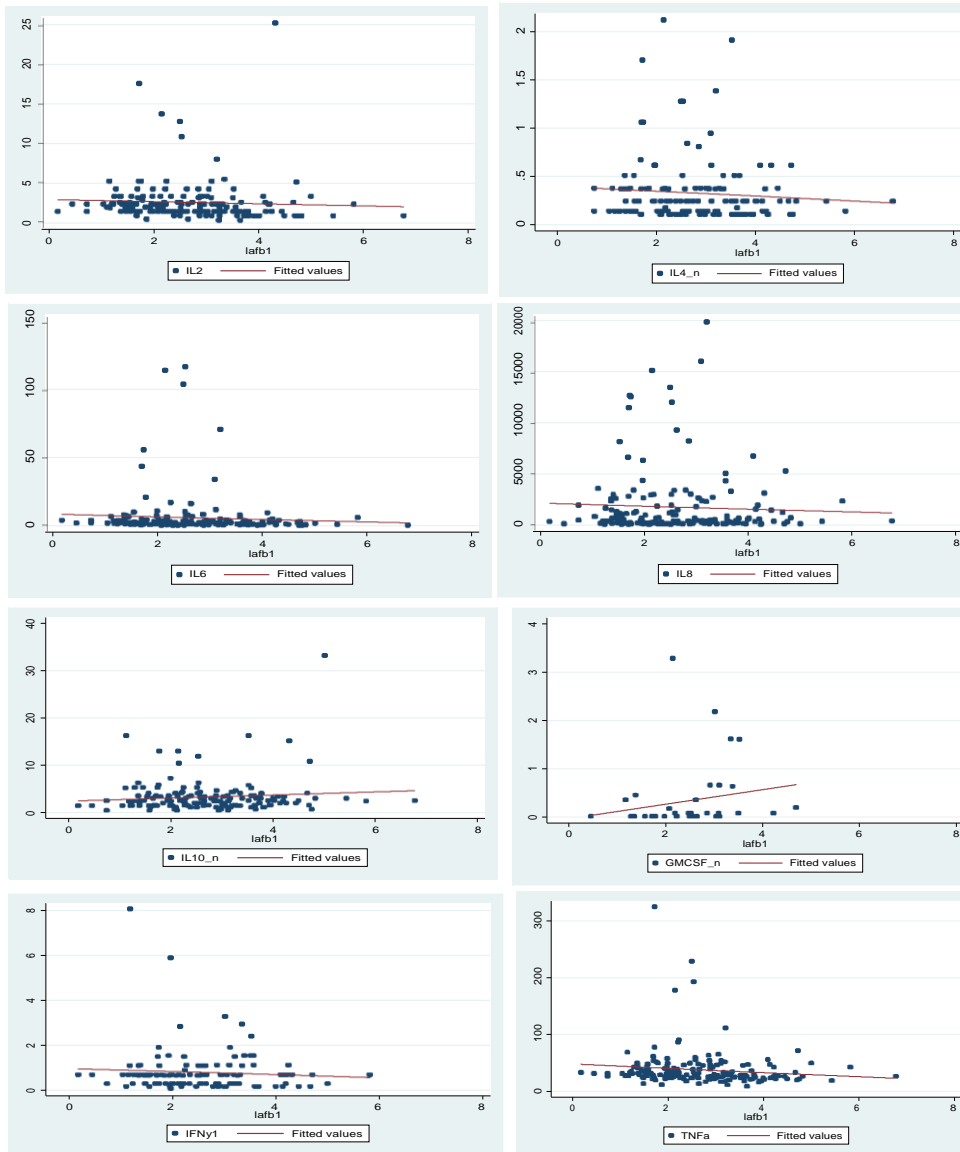 25
20
15
10
5
0
0 2 4 6 8
lafb1
IL2 Fitted values
2
1.5
1
.5
0
0 2 4 6 8
lafb1
IL4_n Fitted values
150
100
50
0
0 2 4 6 8
lafb1
IL6 Fitted values
20000
15000
10000
5000
0
0 2 4 6 8
lafb1
IL8 Fitted values
40
30
20
10
0
0 2 4 6 8
lafb1
IL10_n Fitted values
4
3
2
1
0
0 2 4 6 8
lafb1
GMCSF_n Fitted values
8
6
4
2
0
0 2 4 6 8
lafb1
IFNy1 Fitted values
300
200
100
0
0 2 4 6 8
lafb1
TNFa Fitted values